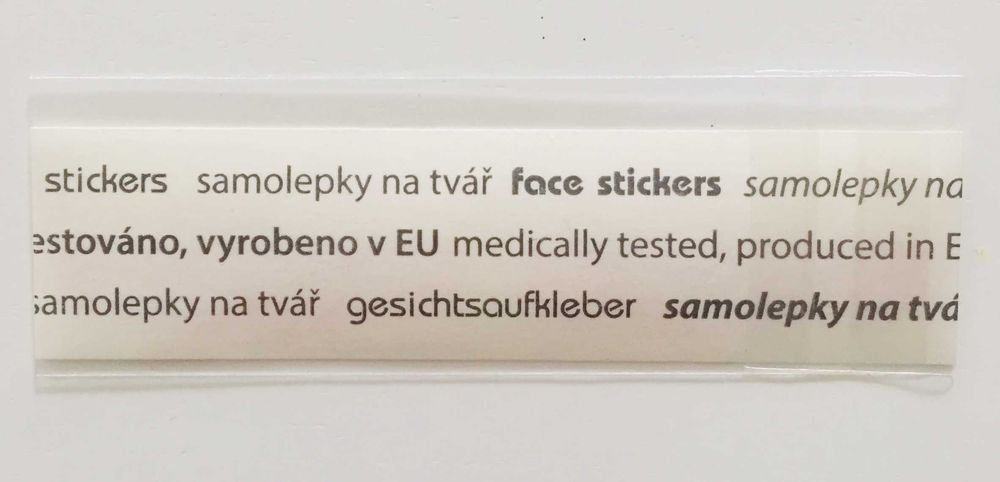 stickers samolepky na tvář face stickers samolepky na
estováno, vyrobeno v EU medically tested, produced in E
samolepky na tvář gesichtsaufkleber samolepky na tvá